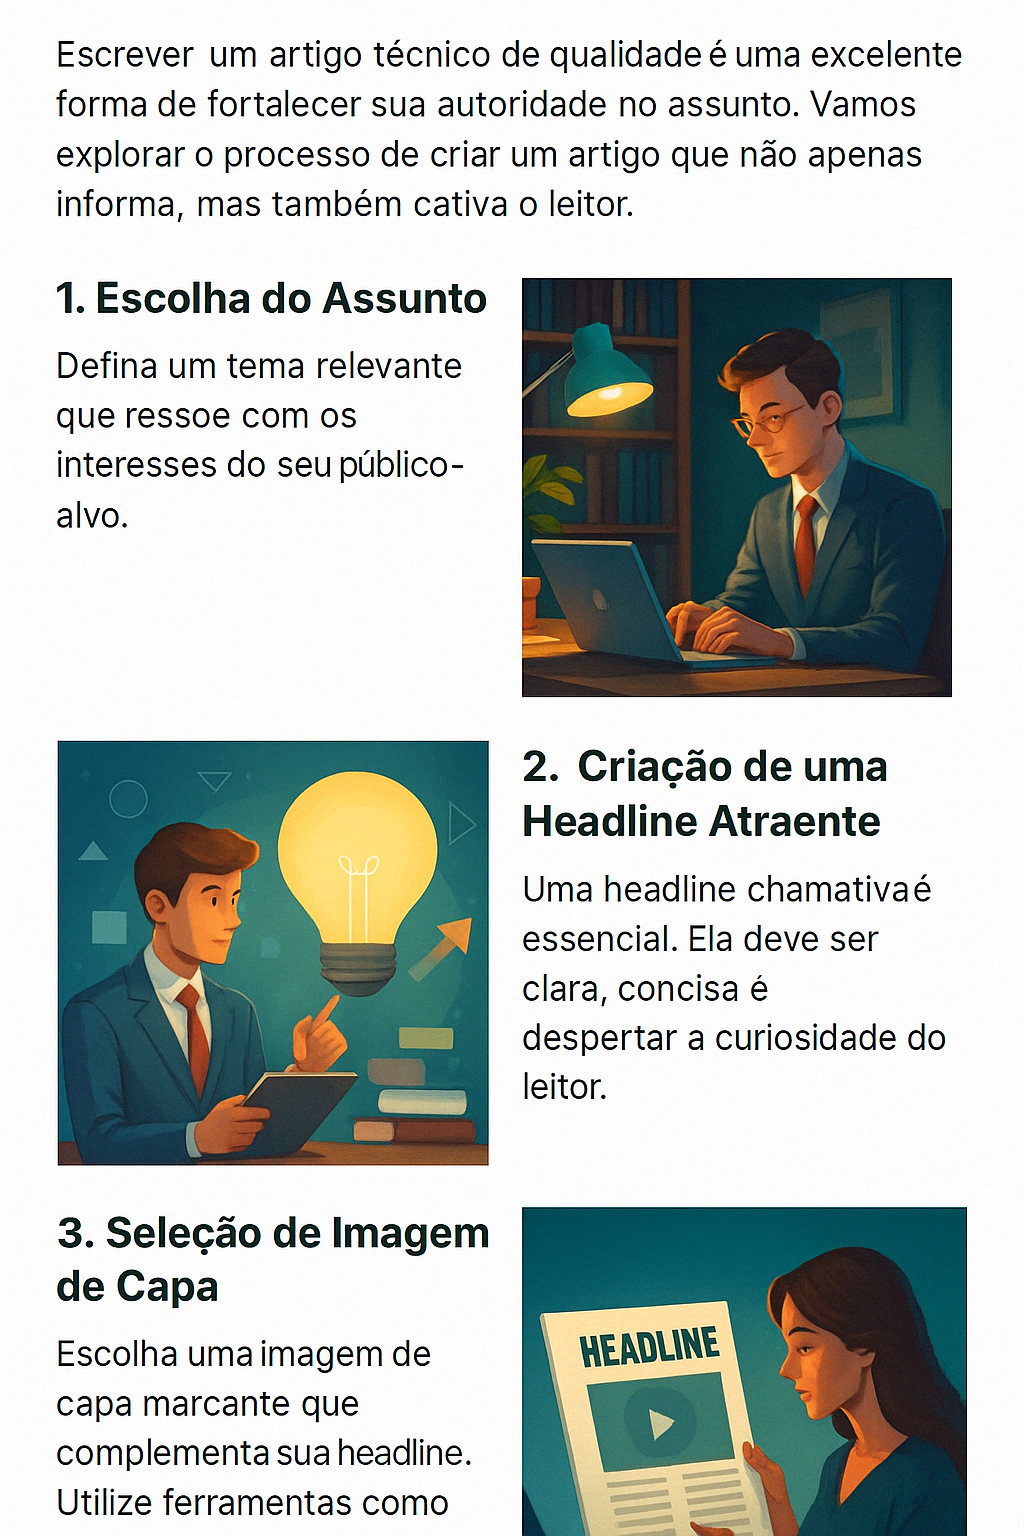 Escrever um artigo técnico de qualidade é uma excelente
forma de fortalecer sua autoridade no assunto. Vamos
explorar o processo de criar um artigo que não apenas
informa, mas também cativa o leitor.
1. Escolha do Assunto
Defina um tema relevante
que ressoe com os
interesses do seu público-
alvo.
2. Criação de uma
Headline Atraente
Uma headline chamativa é
essencial. Ela deve ser
clara, concisa é
despertar a curiosidade do
leitor.
3. Seleção de Imagem
de Capa
Escolha uma imagem de
capa marcante que
complementa sua headline.
Utilize ferramentas como
HEADLINE